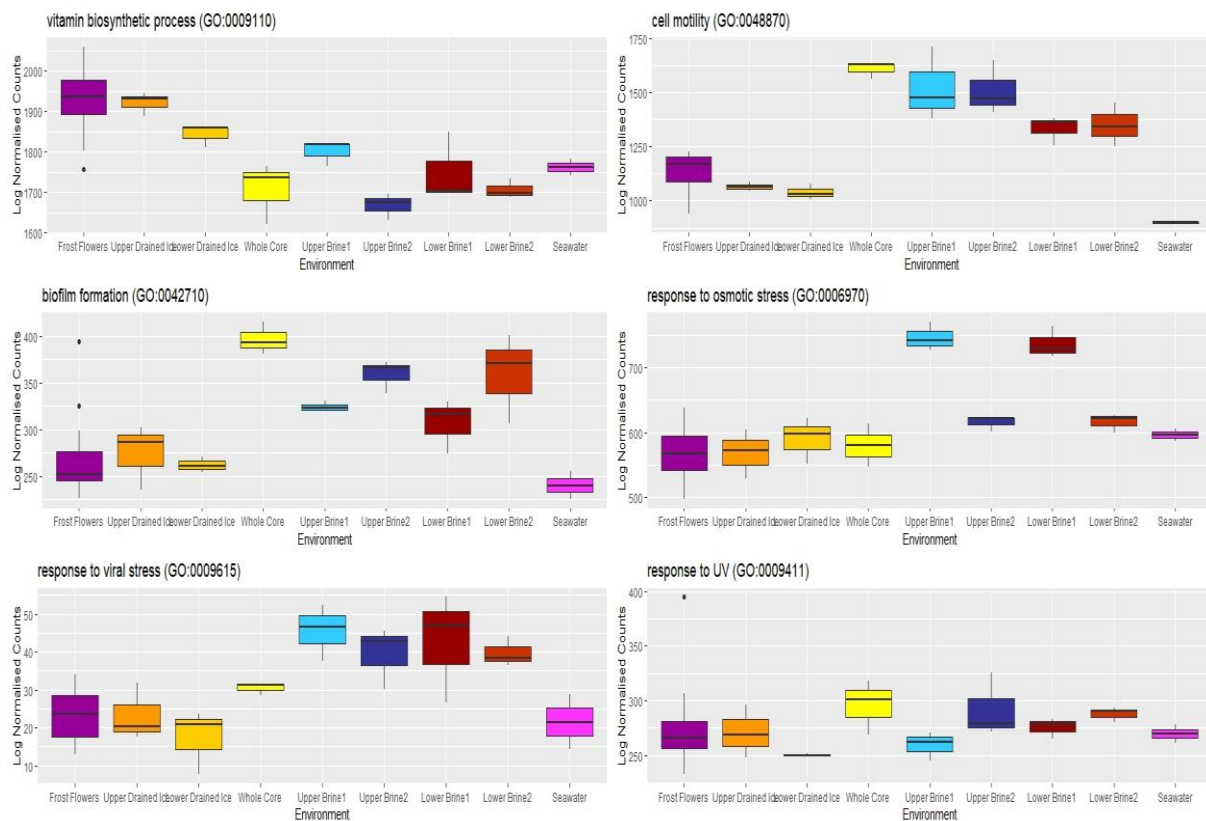 vitamin biosynthetic process (GO:0009110)
Log Normalised Counts
2000
1900
1800
1700
1600
Frost Flowers Upper Drained Ice Lower Drained Ice Whole Core Upper Brine1 Upper Brine2 Lower Brine1 Lower Brine2 Seawater
Environment
cell motility (GO:0048870)
Log Normalised Counts
1750
1500
1250
1000
Frost Flowers Upper Drained Ice Lower Drained Ice Whole Core Upper Brine1 Upper Brine2 Lower Brine1 Lower Brine2 Seawater
Environment
biofilm formation (GO:0042710)
Log Normalised Counts
400
350
300
250
Frost Flowers Upper Drained Ice Lower Drained Ice Whole Core Upper Brine1 Upper Brine2 Lower Brine1 Lower Brine2 Seawater
Environment
response to osmotic stress (GO:0006970)
Log Normalised Counts
700
600
500
Frost Flowers Upper Drained Ice Lower Drained Ice Whole Core Upper Brine1 Upper Brine2 Lower Brine1 Lower Brine2 Seawater
Environment
response to viral stress (GO:0009615)
Log Normalised Counts
50
40
30
20
10
Frost Flowers Upper Drained Ice Lower Drained Ice Whole Core Upper Brine1 Upper Brine2 Lower Brine1 Lower Brine2 Seawater
Environment
response to UV (GO:0009411)
Log Normalised Counts
400
350
300
250
Frost Flowers Upper Drained Ice Lower Drained Ice Whole Core Upper Brine1 Upper Brine2 Lower Brine1 Lower Brine2 Seawater
Environment